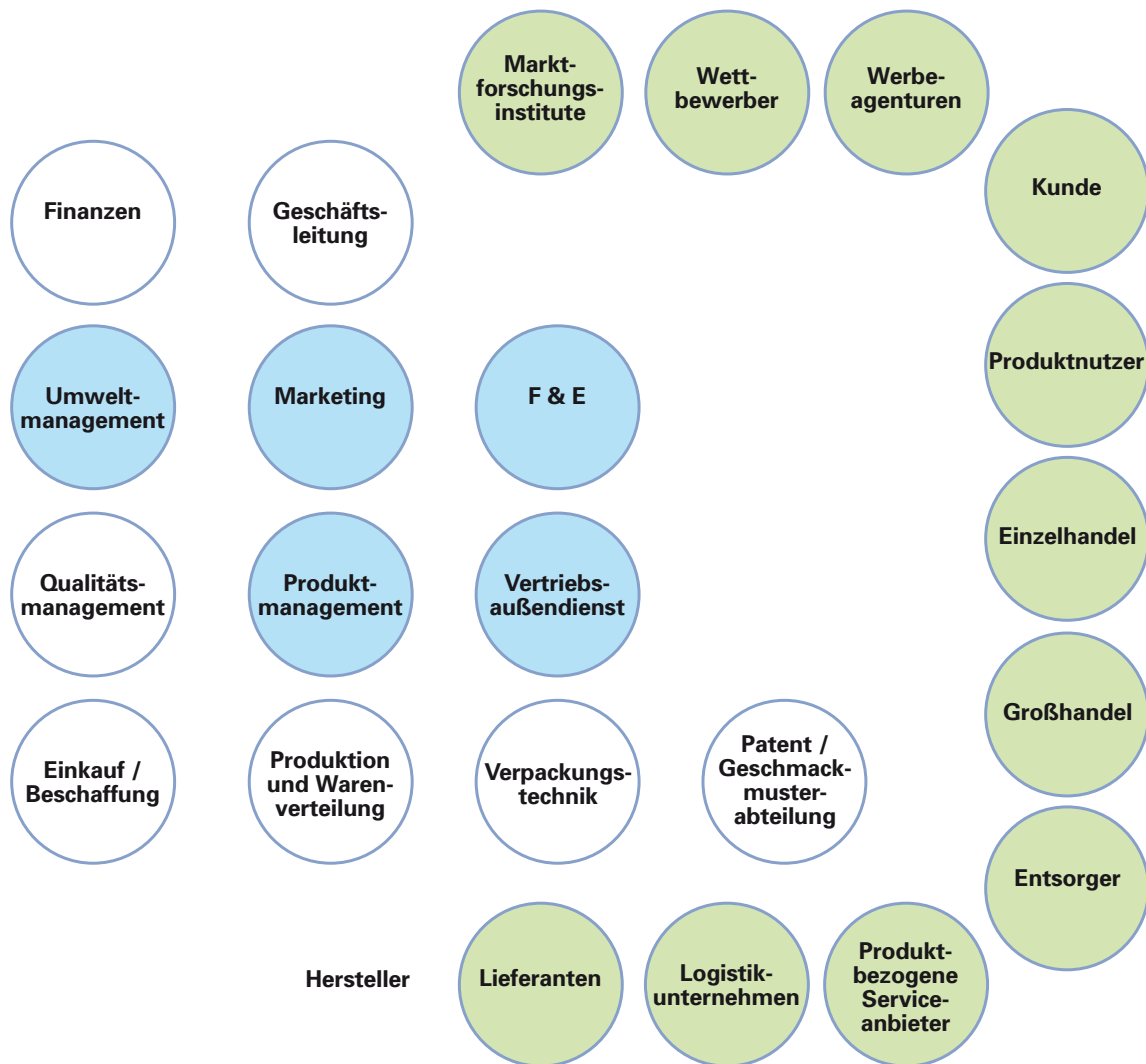 Markt-
forschungs-
institute
Wett-
bewerber
Werbe-
agenturen
Kunde
Finanzen
Geschäfts-
leitung
Produktnutzer
Umwelt-
management
Marketing
F & E
Einzelhandel
Qualitäts-
management
Produkt-
management
Vertriebs-
außendienst
Großhandel
Einkauf /
Beschaffung
Produktion
und Waren-
verteilung
Verpackungs-
technik
Patent /
Geschmack-
muster-
abteilung
Entsorger
Hersteller
Lieferanten
Logistik-
unternehmen
Produkt-
bezogene
Service-
anbieter